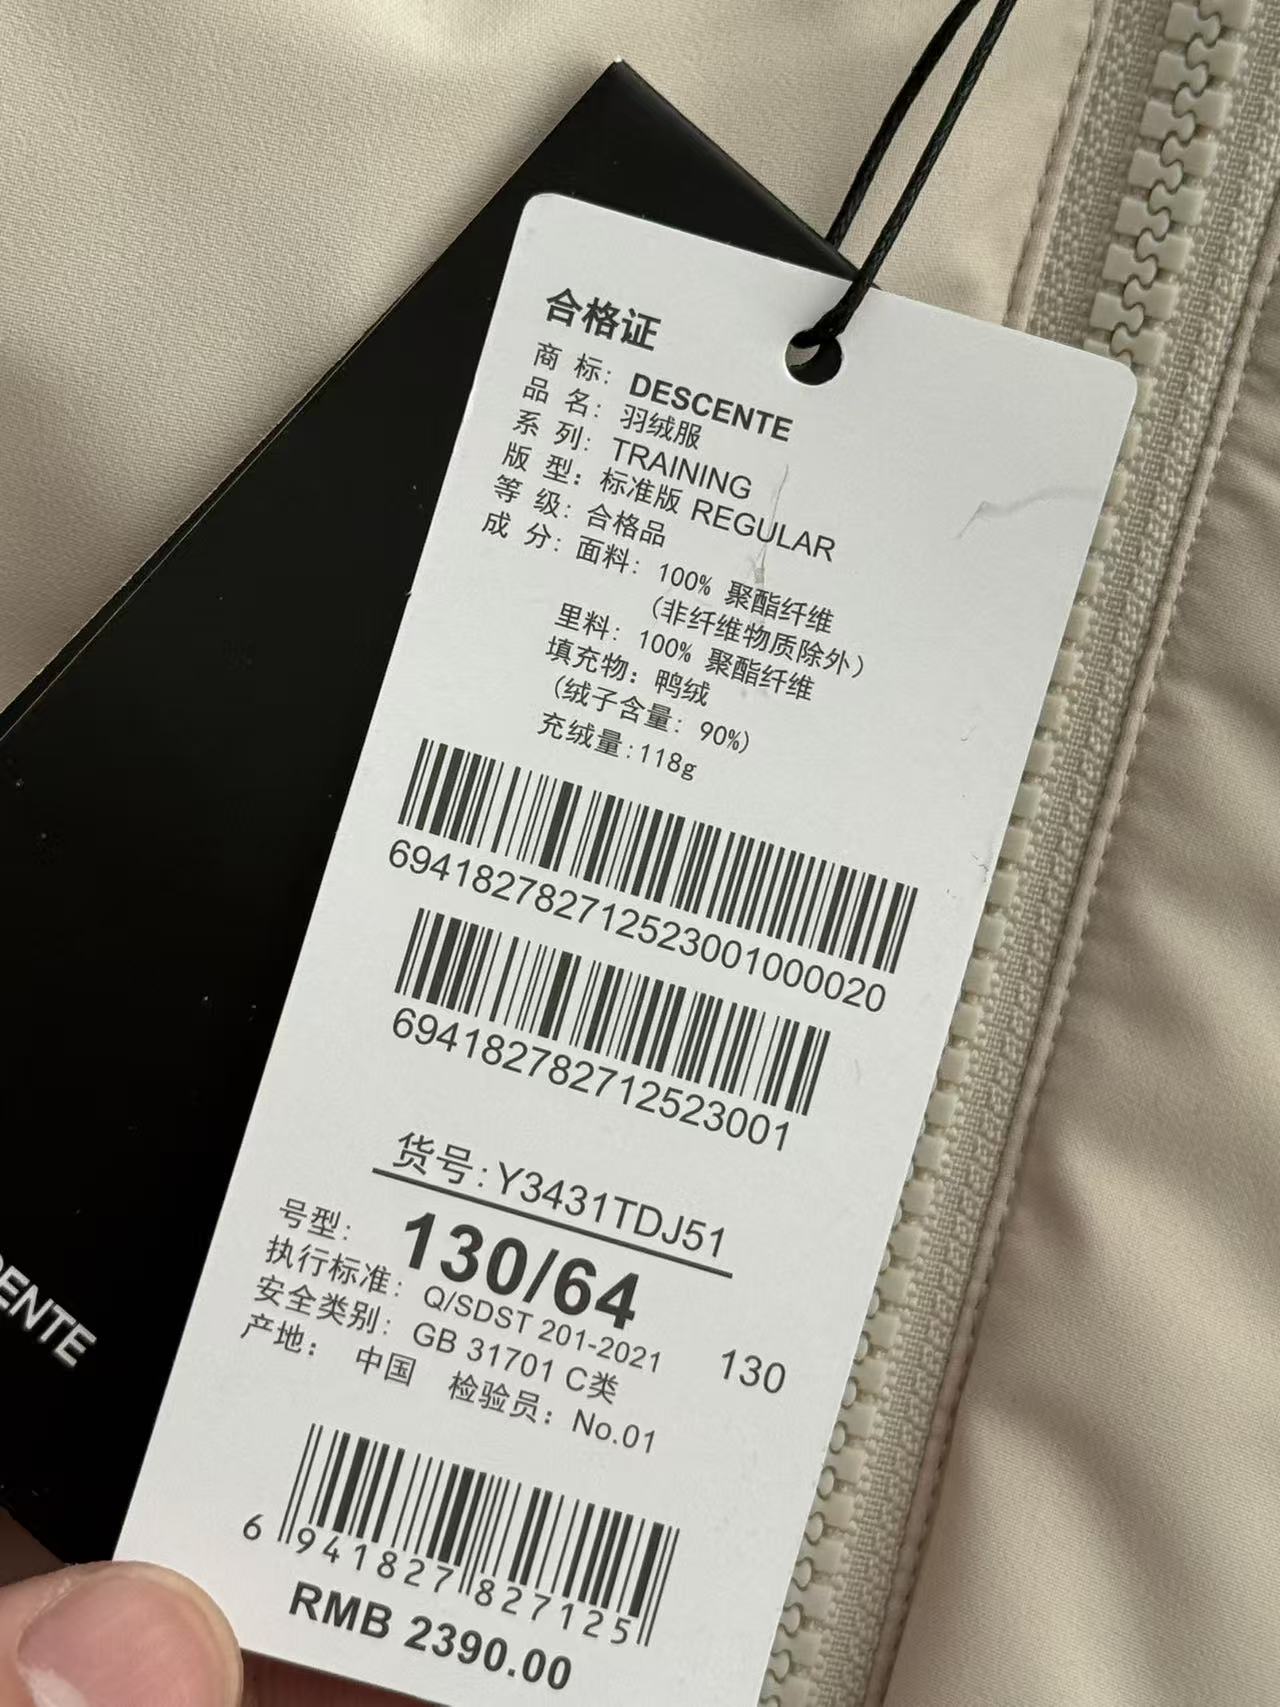 合格证
商 标: DESCENTE
品 名: 羽绒服
系 列: TRAINING
版 型: 标准版 REGULAR
等 级: 合格品
成 分: 面料: 100% 聚酯纤维
(非纤维物质除外)
里料: 100% 聚酯纤维
填充物: 鸭绒
(绒子含量: 90%)
充绒量:118g
694182782712523001000020
694182782712523001
货号:Y3431TDJ51
号型: 130/64
执行标准: Q/SDST 201-2021 130
安全类别: GB 31701 C类
产地: 中国 检验员: No.01
6 941827 827125
RMB 2390.00
CENTE